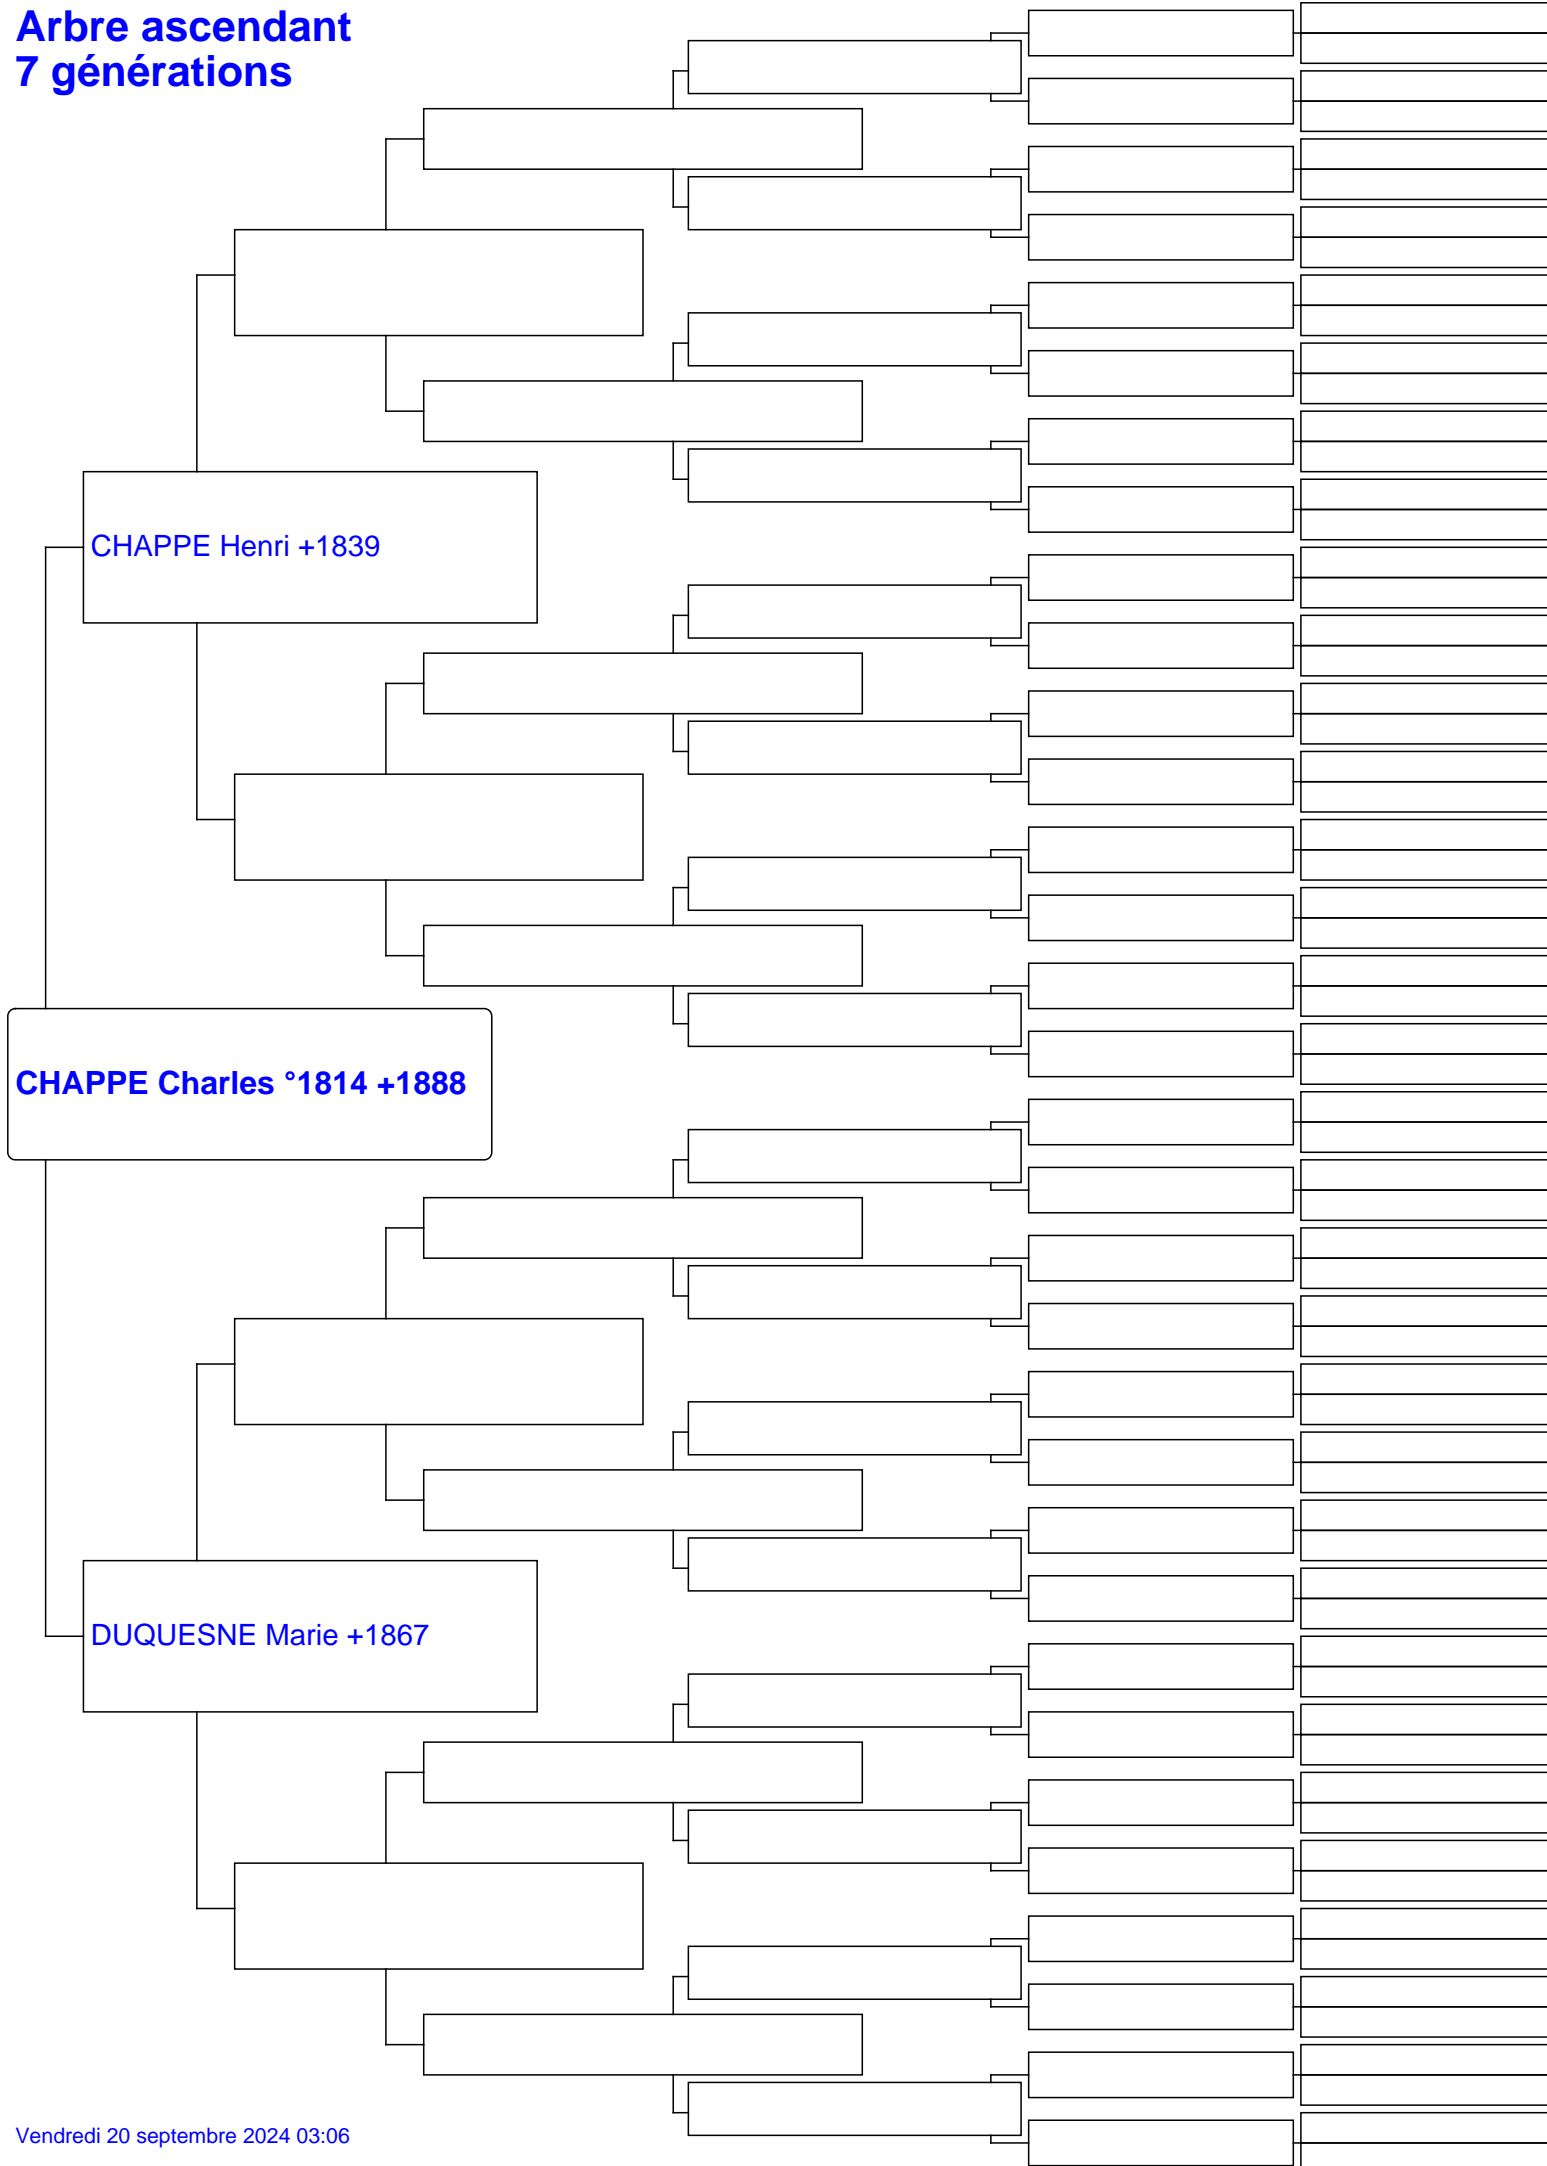 Arbre ascendant
7 générations
CHAPPE Henri +1839
CHAPPE Charles °1814 +1888
DUQUESNE Marie +1867
Vendredi 20 septembre 2024 03:06